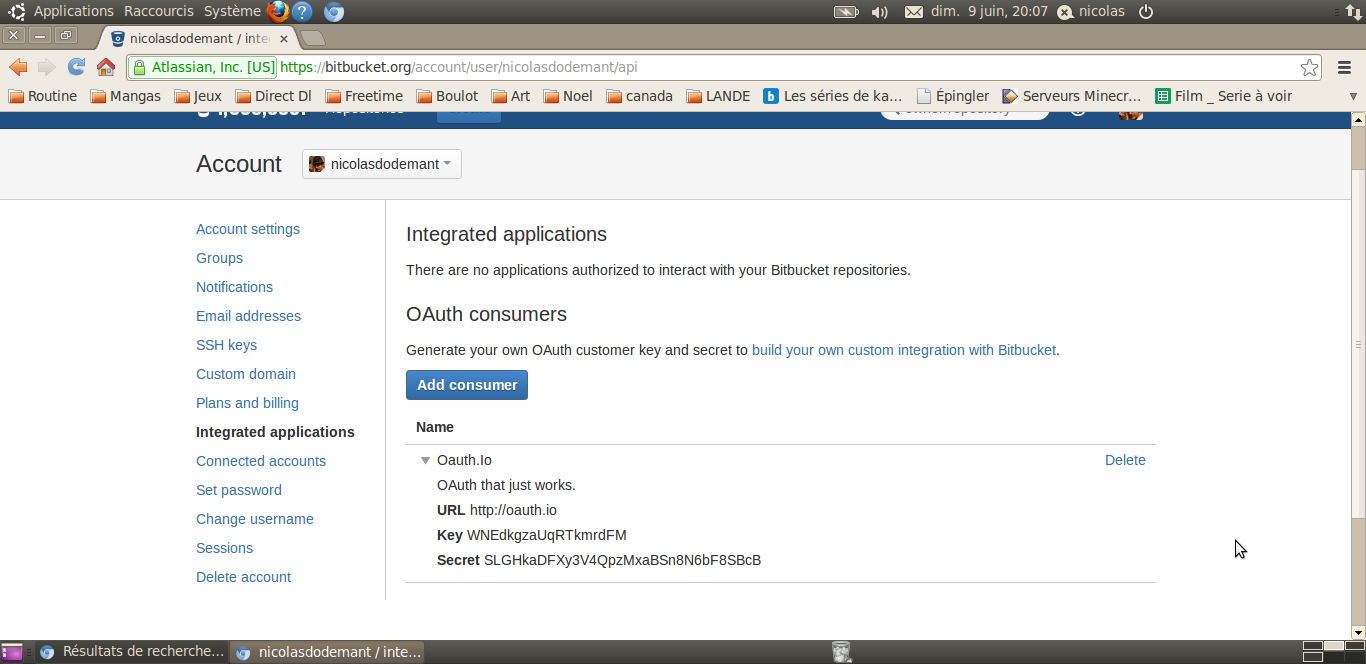 Applications Raccourcis Système dim. 9 juin, 20:07 nicolas
nicolasdodemant / inte
Atlassian, Inc. [US] https://bitbucket.org/account/user/nicolasdodemant/api
Routine Mangas Jeux Direct Dl Freetime Boulot Art Noel canada LANDE Les séries de ka... Épingler Serveurs Minecr... Film _ Serie à voir
Account nicolasdodemant
Account settings
Groups
Notifications
Email addresses
SSH keys
Custom domain
Plans and billing
Integrated applications
Connected accounts
Set password
Change username
Sessions
Delete account
Integrated applications
There are no applications authorized to interact with your Bitbucket repositories.
OAuth consumers
Generate your own OAuth customer key and secret to build your own custom integration with Bitbucket.
Add consumer
Name
Oauth.Io Delete
OAuth that just works.
URL http://oauth.io
Key WNEdkgzaUqRTkmrdFM
Secret SLGHkaDFXy3V4QpzMxaBSn8N6bF8SBcB
Résultats de recherche... nicolasdodemant / inte...